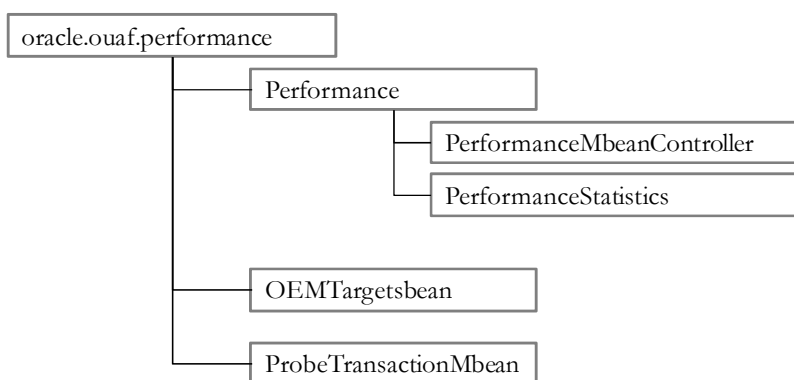 oracle.ouaf.performance
Performance
PerformanceMbeanController
PerformanceStatistics
OEMTargetsbean
ProbeTransactionMbean